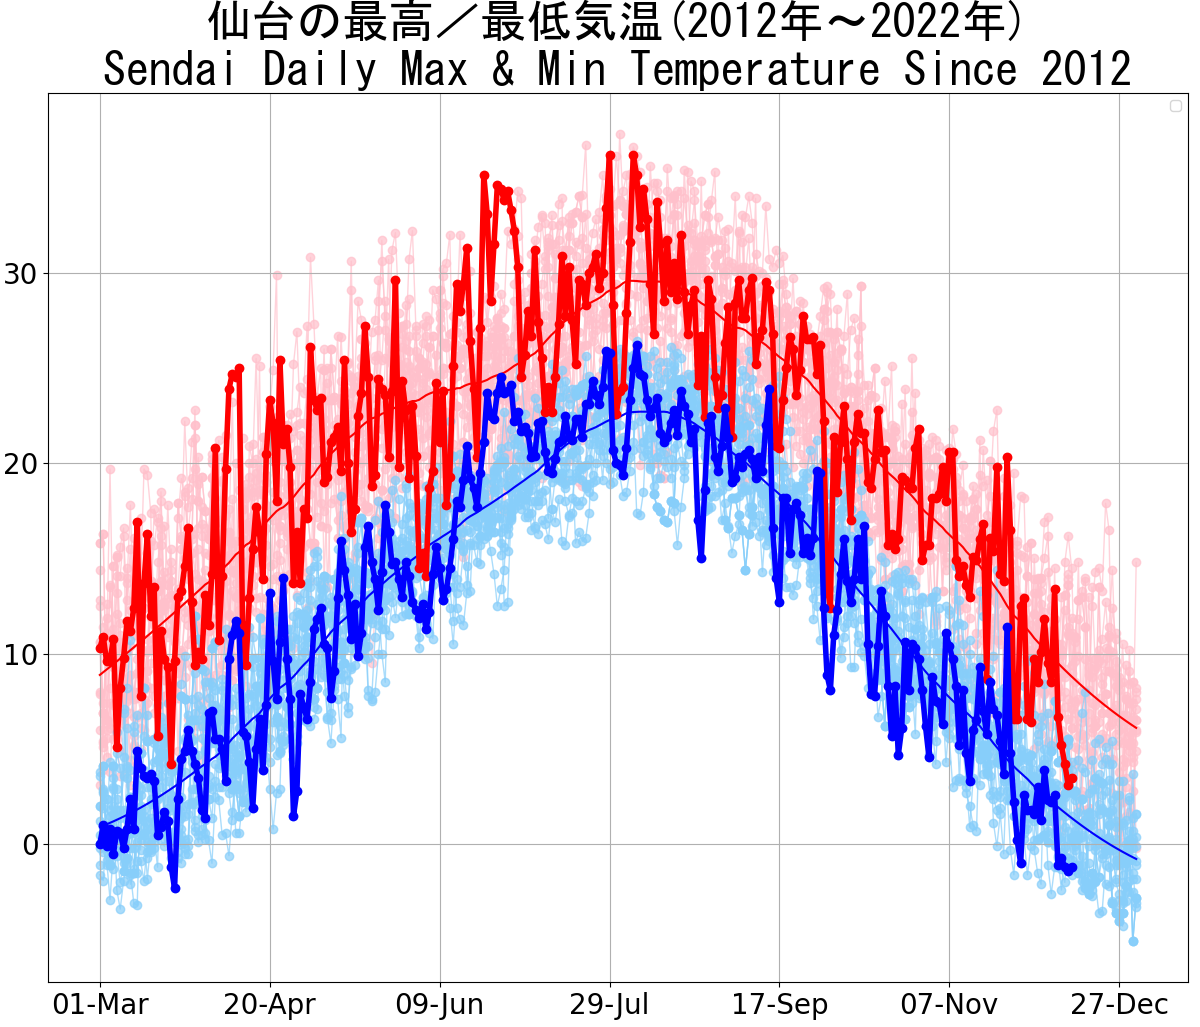 仙台の最高／最低気温(2012年～2022年)
Sendai Daily Max & Min Temperature Since 2012
30
20
10
0
01-Mar 20-Apr 09-Jun 29-Jul 17-Sep 07-Nov 27-Dec